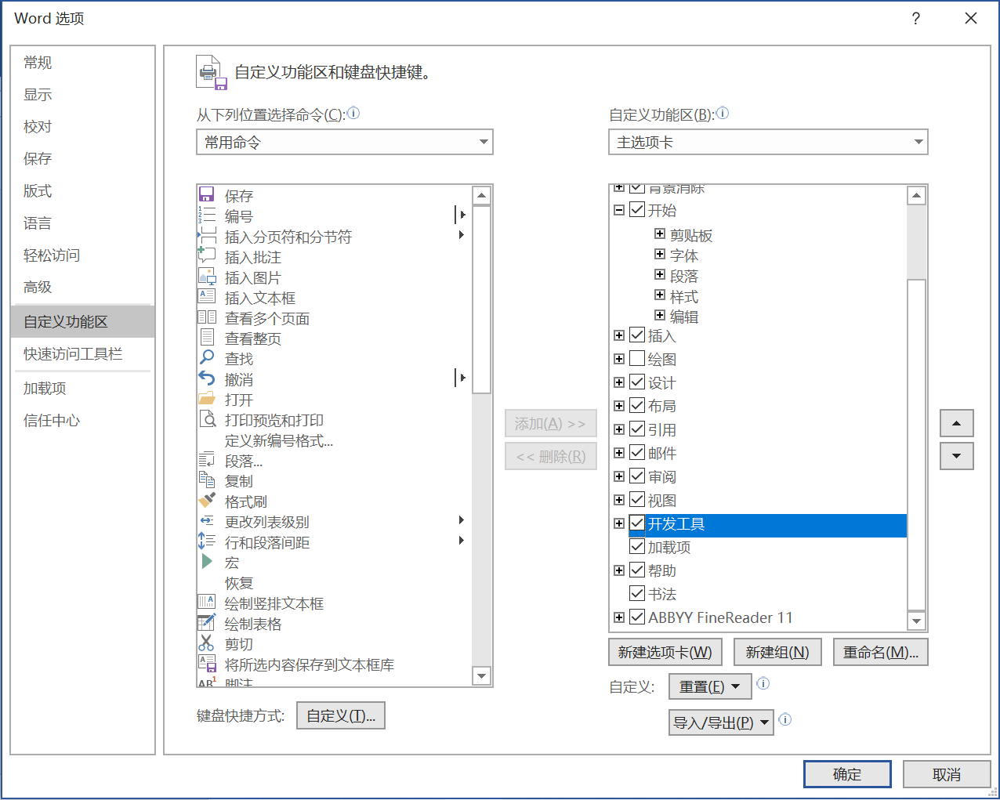 Word 选项
?
常规
显示
校对
保存
版式
语言
轻松访问
高级
自定义功能区
快速访问工具栏
加载项
信任中心
自定义功能区和键盘快捷键。
从下列位置选择命令(C):
常用命令
保存
编号
插入分页符和分节符
插入批注
插入图片
插入文本框
查看多个页面
查看整页
查找
撤消
打开
打印预览和打印
定义新编号格式...
段落...
复制
格式刷
更改列表级别
行和段落间距
宏
恢复
绘制竖排文本框
绘制表格
剪切
将所选内容保存到文本框库
脚注
键盘快捷方式:
自定义(T)...
添加(A) >>
<< 删除(R)
自定义功能区(B):
主选项卡
背景消除
开始
剪贴板
字体
段落
样式
编辑
插入
绘图
设计
布局
引用
邮件
审阅
视图
开发工具
加载项
帮助
书法
ABBYY FineReader 11
新建选项卡(W)
新建组(N)
重命名(M)...
自定义:
重置(E)
导入/导出(P)
确定
取消